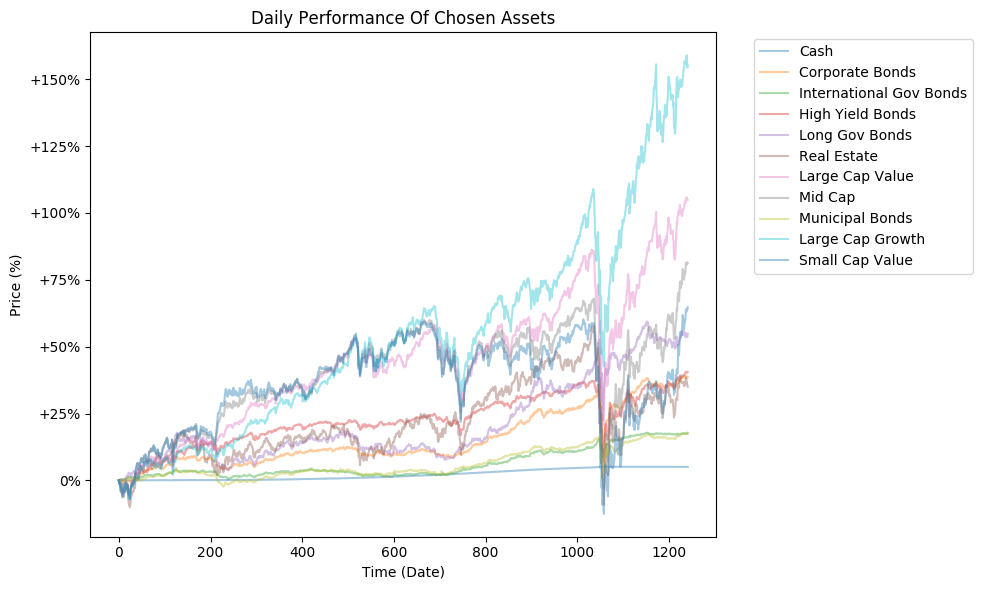 Daily Performance Of Chosen Assets
+150%
+125%
+100%
+75%
+50%
+25%
0%
Price (%)
0
200
400
600
800
1000
1200
Time (Date)
Cash
Corporate Bonds
International Gov Bonds
High Yield Bonds
Long Gov Bonds
Real Estate
Large Cap Value
Mid Cap
Municipal Bonds
Large Cap Growth
Small Cap Value